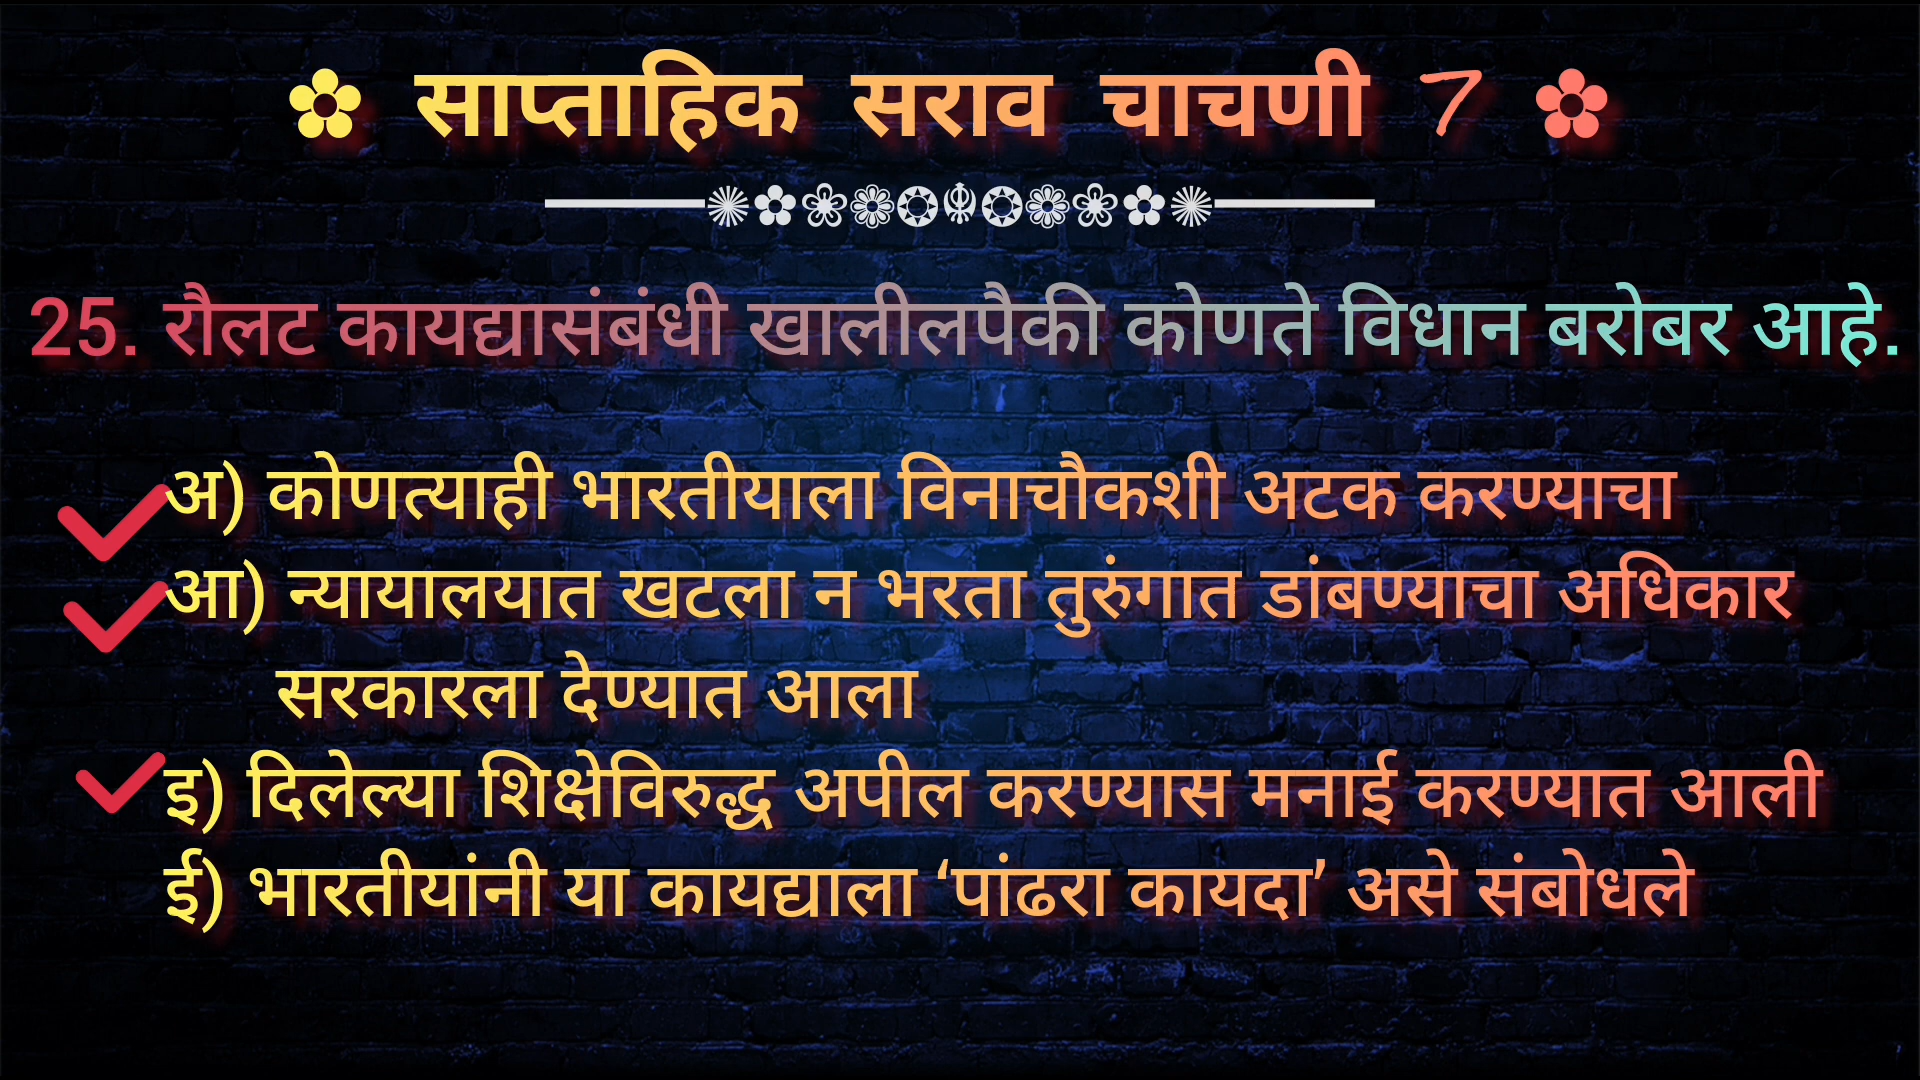 ✿ साप्ताहिक सराव चाचणी 7 ✿
25. रौलट कायद्यासंबंधी खालीलपैकी कोणते विधान बरोबर आहे.
अ) कोणत्याही भारतीयाला विनाचौकशी अटक करण्याचा
आ) न्यायालयात खटला न भरता तुरुंगात डांबण्याचा अधिकार
सरकारला देण्यात आला
इ) दिलेल्या शिक्षेविरुद्ध अपील करण्यास मनाई करण्यात आली
ई) भारतीयांनी या कायद्याला ‘पांढरा कायदा’ असे संबोधले